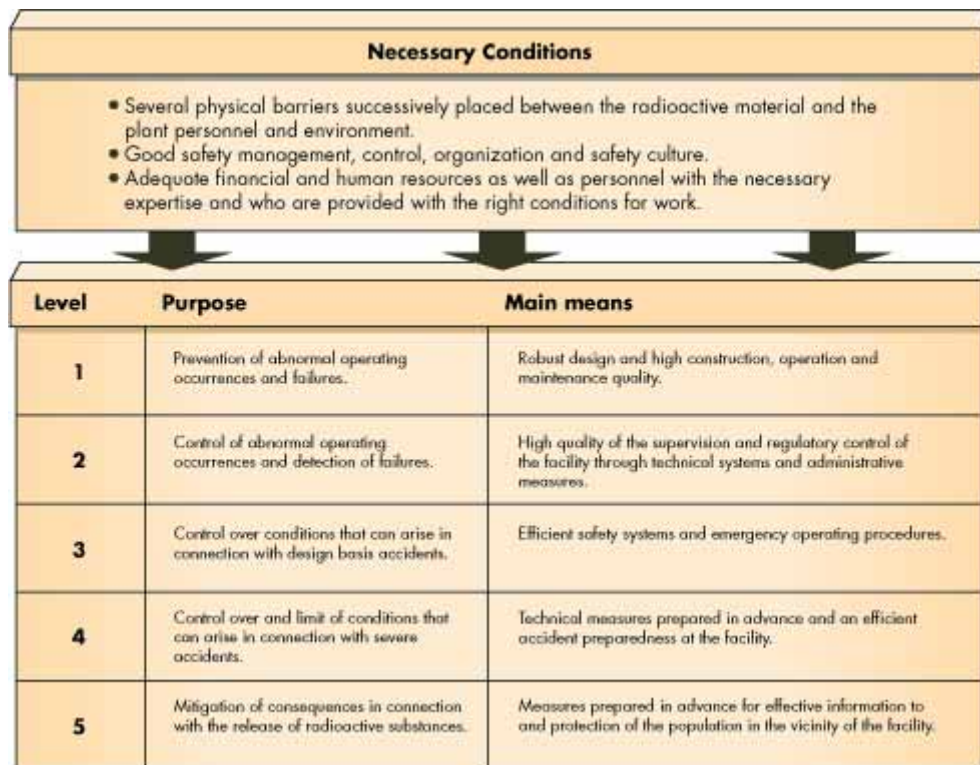 Necessary Conditions
• Several physical barriers successively placed between the radioactive material and the
plant personnel and environment.
• Good safety management, control, organization and safety culture.
• Adequate financial and human resources as well as personnel with the necessary
expertise and who are provided with the right conditions for work.
Level Purpose Main means
1
Prevention of abnormal operating
occurrences and failures.
Robust design and high construction, operation and
maintenance quality.
2
Control of abnormal operating
occurrences and detection of failures.
High quality of the supervision and regulatory control of
the facility through technical systems and administrative
measures.
3
Control over conditions that can arise in
connection with design basis accidents.
Efficient safety systems and emergency operating procedures.
4
Control over and limit of conditions that
can arise in connection with severe
accidents.
Technical measures prepared in advance and an efficient
accident preparedness at the facility.
5
Mitigation of consequences in connection
with the release of radioactive substances.
Measures prepared in advance for effective information to
and protection of the population in the vicinity of the facility.